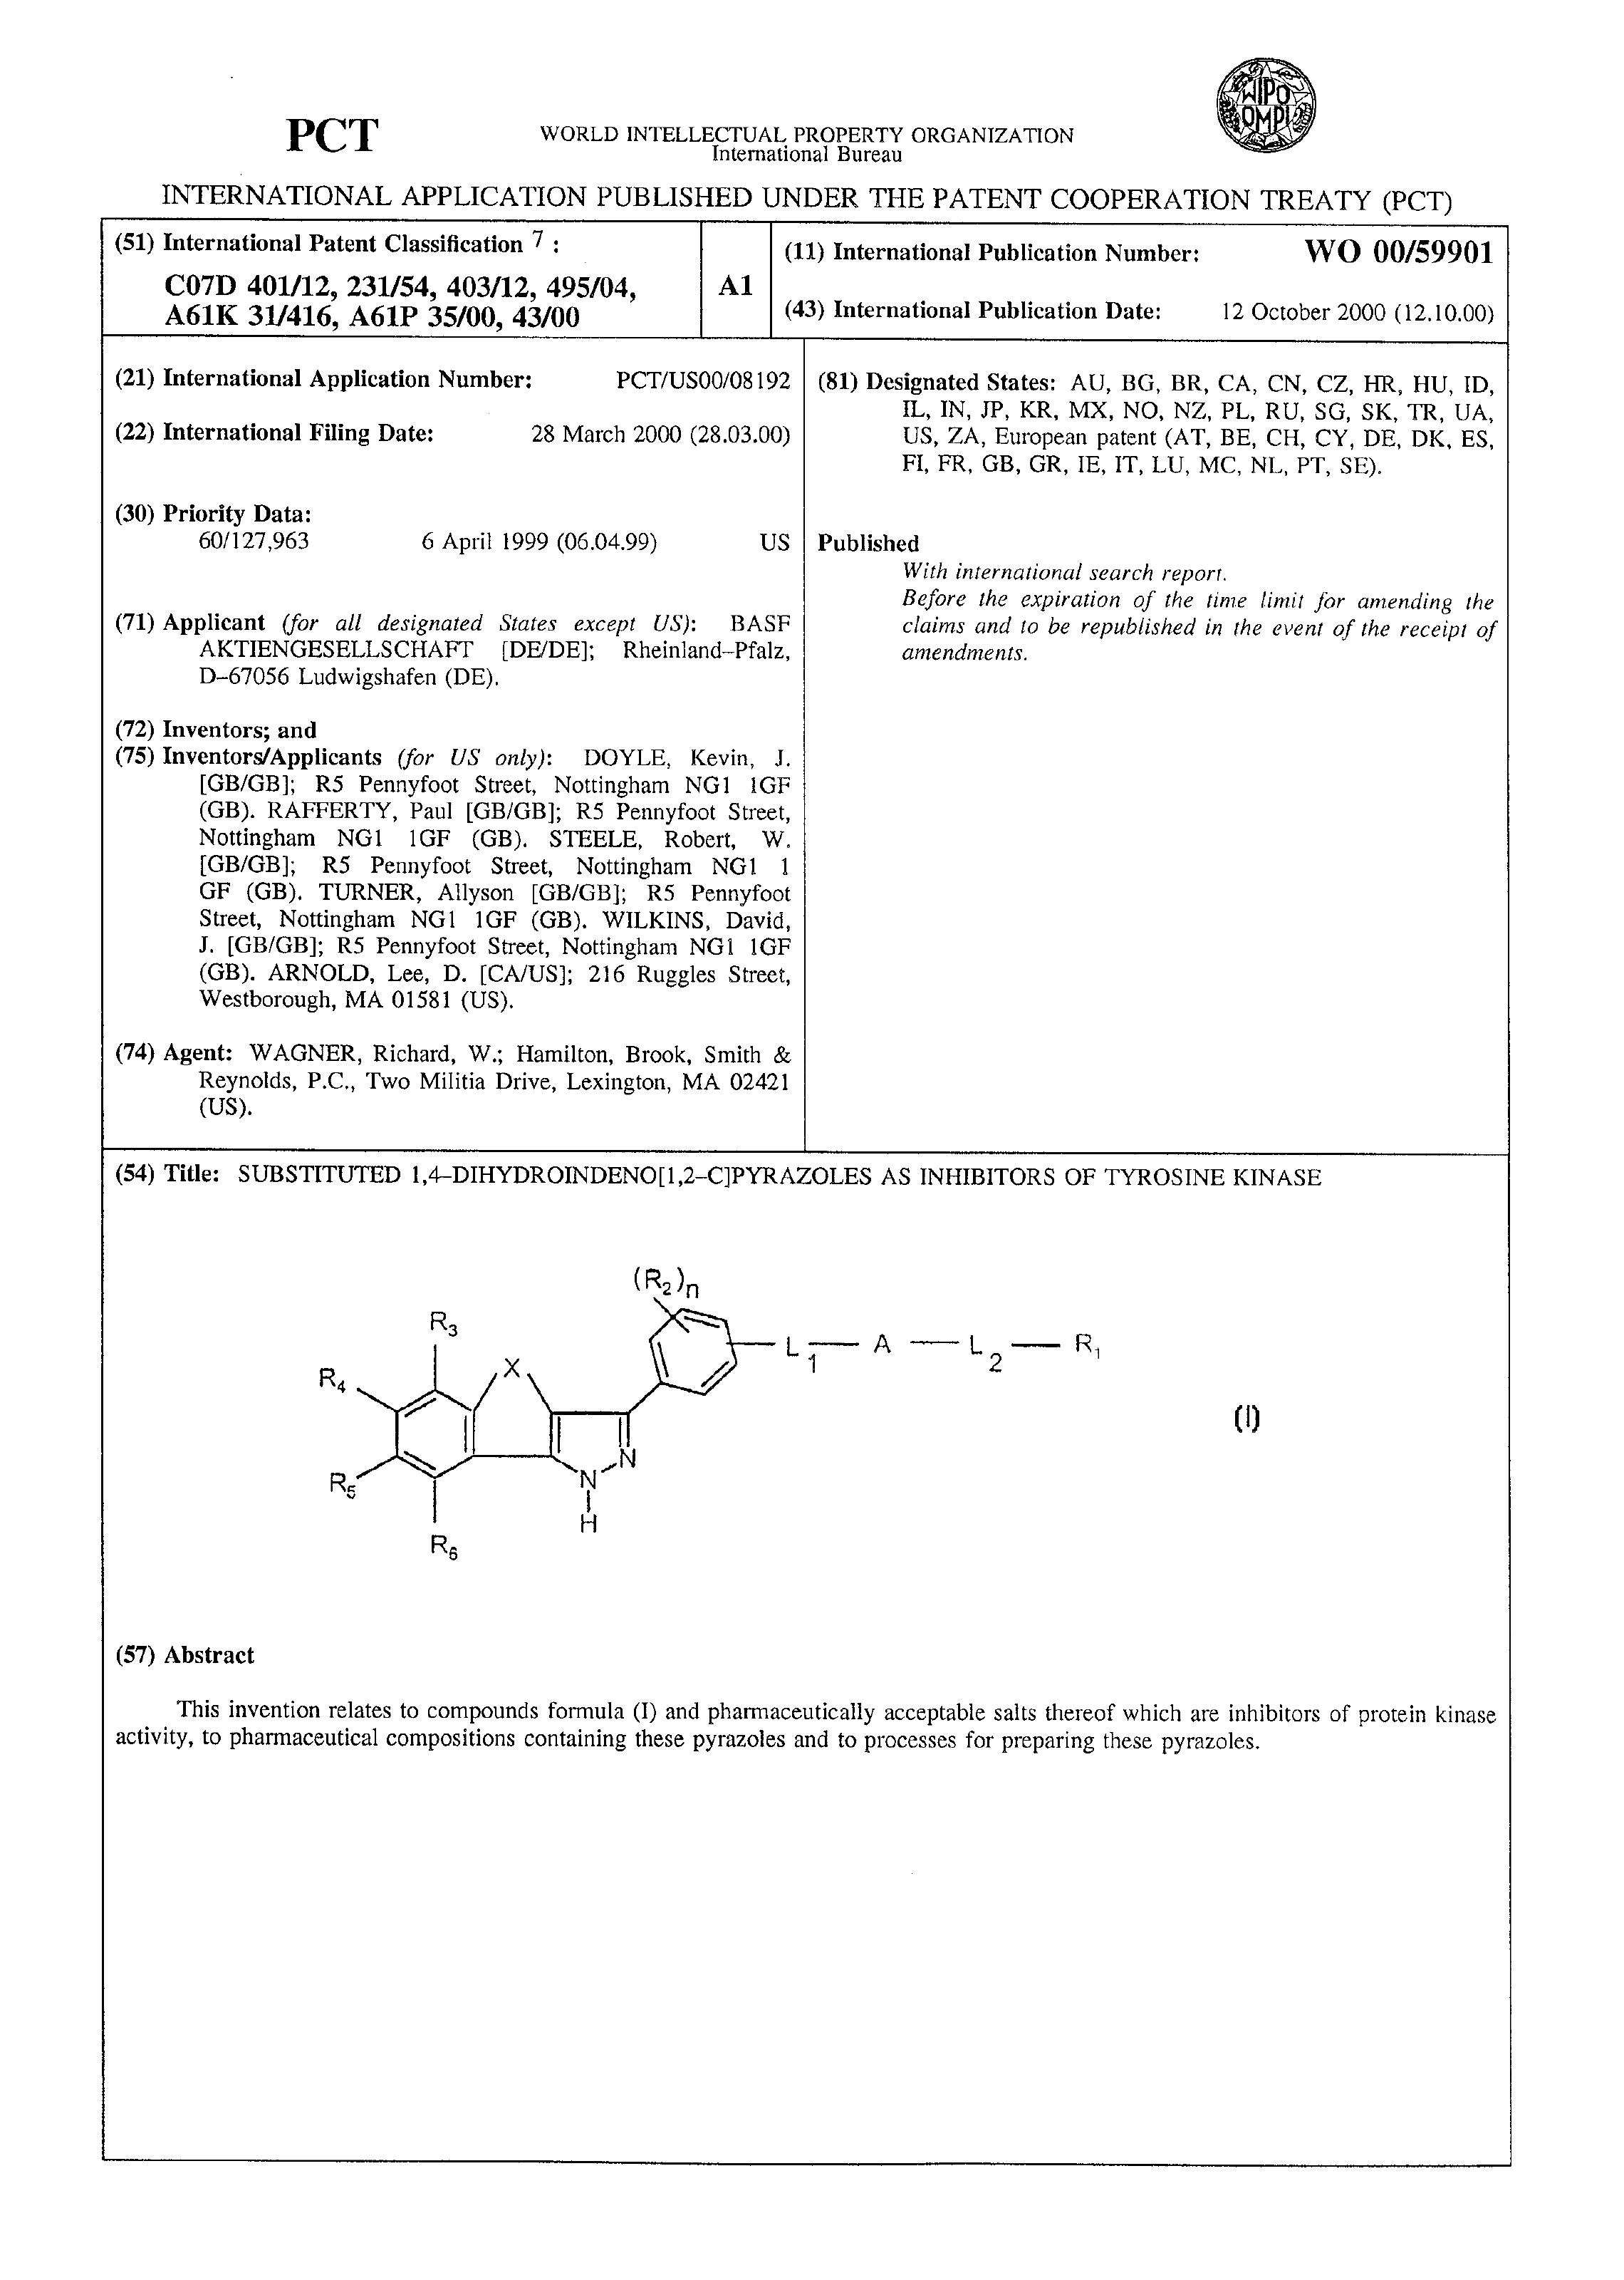 PCT
WORLD INTELLECTUAL PROPERTY ORGANIZATION
International Bureau
WIPO
OMPI
INTERNATIONAL APPLICATION PUBLISHED UNDER THE PATENT COOPERATION TREATY (PCT)
(51) International Patent Classification 7 :
C07D 401/12, 231/54, 403/12, 495/04,
A61K 31/416, A61P 35/00, 43/00
A1
(11) International Publication Number: WO 00/59901
(43) International Publication Date: 12 October 2000 (12.10.00)
(21) International Application Number: PCT/US00/08192
(22) International Filing Date: 28 March 2000 (28.03.00)
(30) Priority Data:
60/127,963 6 April 1999 (06.04.99) US
(71) Applicant (for all designated States except US): BASF
AKTIENGESELLSCHAFT [DE/DE]; Rheinland–Pfalz,
D–67056 Ludwigshafen (DE).
(72) Inventors; and
(75) Inventors/Applicants (for US only): DOYLE, Kevin, J.
[GB/GB]; R5 Pennyfoot Street, Nottingham NG1 1GF
(GB). RAFFERTY, Paul [GB/GB]; R5 Pennyfoot Street,
Nottingham NG1 1GF (GB). STEELE, Robert, W.
[GB/GB]; R5 Pennyfoot Street, Nottingham NG1 1
GF (GB). TURNER, Allyson [GB/GB]; R5 Pennyfoot
Street, Nottingham NG1 1GF (GB). WILKINS, David,
J. [GB/GB]; R5 Pennyfoot Street, Nottingham NG1 1GF
(GB). ARNOLD, Lee, D. [CA/US]; 216 Ruggles Street,
Westborough, MA 01581 (US).
(74) Agent: WAGNER, Richard, W.; Hamilton, Brook, Smith &
Reynolds, P.C., Two Militia Drive, Lexington, MA 02421
(US).
(81) Designated States: AU, BG, BR, CA, CN, CZ, HR, HU, ID,
IL, IN, JP, KR, MX, NO, NZ, PL, RU, SG, SK, TR, UA,
US, ZA, European patent (AT, BE, CH, CY, DE, DK, ES,
FI, FR, GB, GR, IE, IT, LU, MC, NL, PT, SE).
Published
With international search report.
Before the expiration of the time limit for amending the
claims and to be republished in the event of the receipt of
amendments.
(54) Title: SUBSTITUTED 1,4–DIHYDROINDENO[1,2–C]PYRAZOLES AS INHIBITORS OF TYROSINE KINASE
(R2)n
R3
L1 — A — L2 — R1
X
R4
(I)
N
R5
N
H
R6
(57) Abstract
This invention relates to compounds formula (I) and pharmaceutically acceptable salts thereof which are inhibitors of protein kinase
activity, to pharmaceutical compositions containing these pyrazoles and to processes for preparing these pyrazoles.